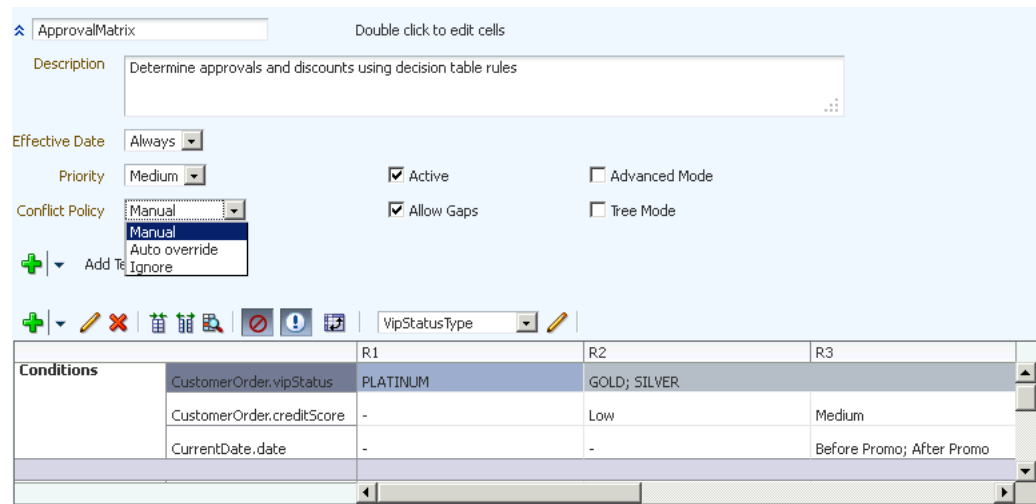 ApprovalMatrix Double click to edit cells
Description Determine approvals and discounts using decision table rules
Effective Date Always
Priority Medium Active Advanced Mode
Conflict Policy Manual Allow Gaps Tree Mode
Manual
Auto override
Add Te Ignore
VipStatusType
R1 R2 R3
Conditions CustomerOrder.vipStatus PLATINUM GOLD; SILVER
CustomerOrder.creditScore - Low Medium
CurrentDate.date - - Before Promo; After Promo